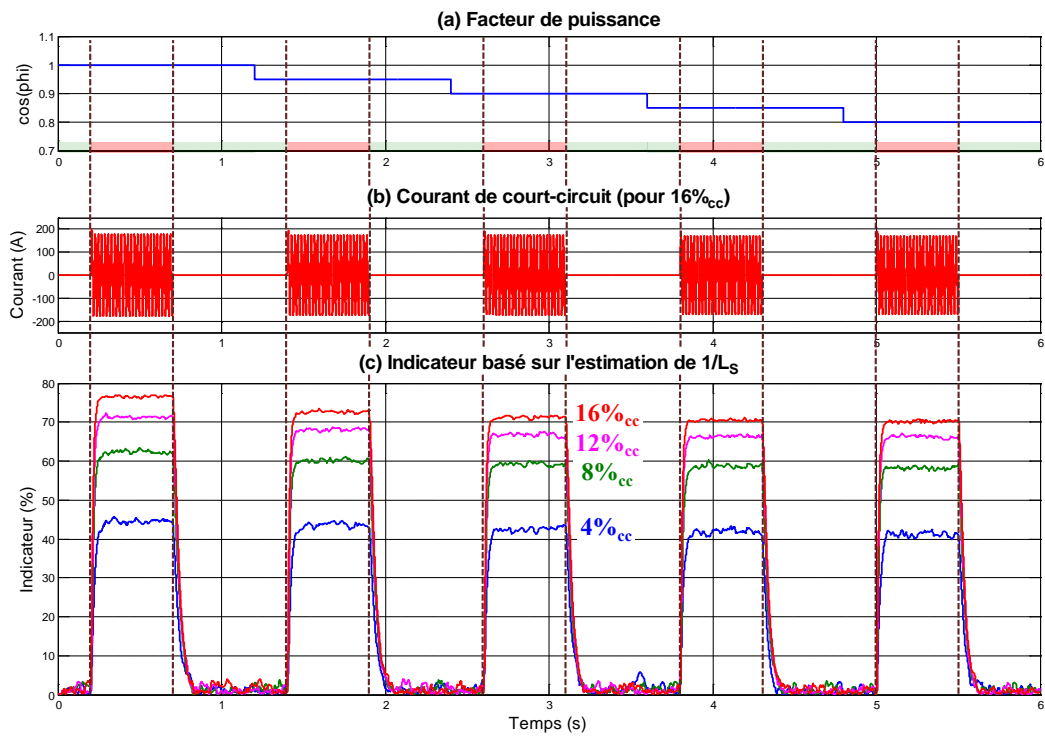 (a) Facteur de puissance
1.1
1
0.9
0.8
0.7
cos(phi)
0 1 2 3 4 5 6
(b) Courant de court-circuit (pour 16%cc)
200
100
0
-100
-200
Courant (A)
0 1 2 3 4 5 6
(c) Indicateur basé sur l'estimation de 1/LS
80
70
60
50
40
30
20
10
0
Indicateur (%)
16%cc
12%cc
8%cc
4%cc
0 1 2 3 4 5 6
Temps (s)